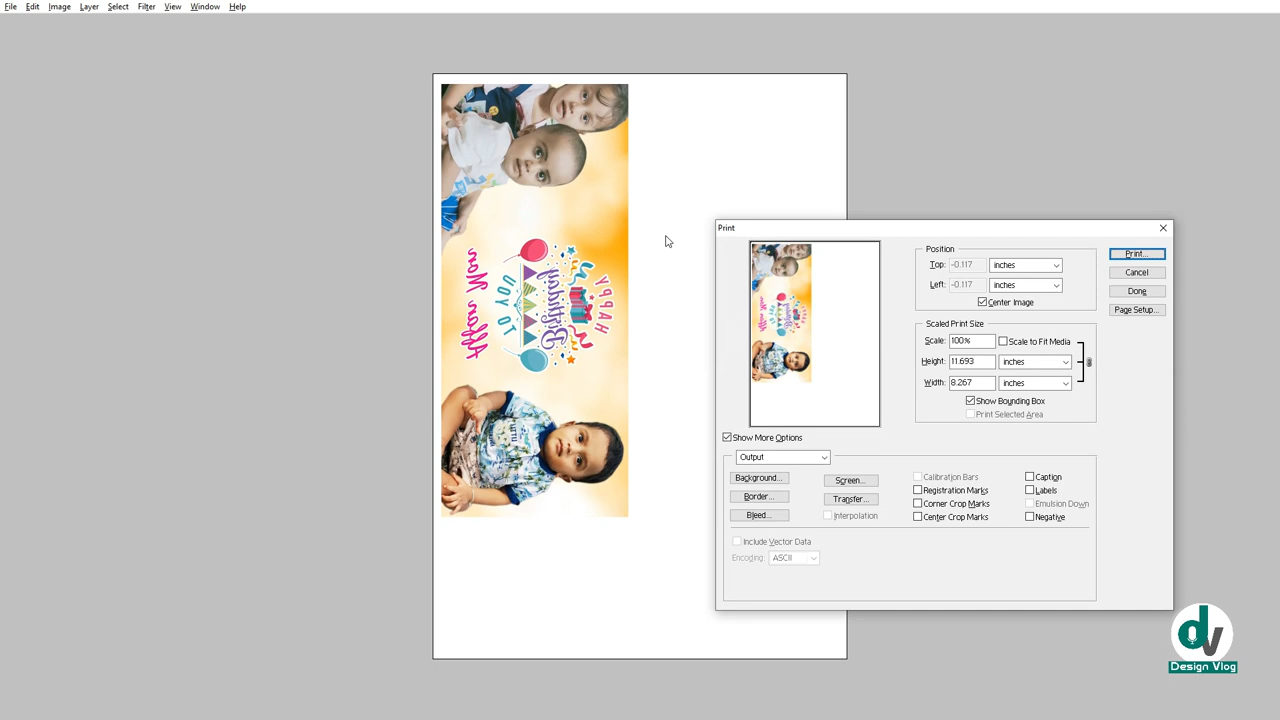 File Edit Image Layer Select Filter View Window Help
HAPPY
Birthday
TO YOU
Affan Mon
Print
Position
Top: -0.117 inches
Left: -0.117 inches
Center Image
Print...
Cancel
Done
Page Setup...
Scaled Print Size
Scale: 100% Scale to Fit Media
Height: 11.693 inches
Width: 8.267 inches
Show Bounding Box
Print Selected Area
Show More Options
Output
Background...
Border...
Bleed...
Screen...
Transfer...
Interpolation
Calibration Bars
Registration Marks
Corner Crop Marks
Center Crop Marks
Caption
Labels
Emulsion Down
Negative
Include Vector Data
Encoding: ASCII
dv
Design Vlog